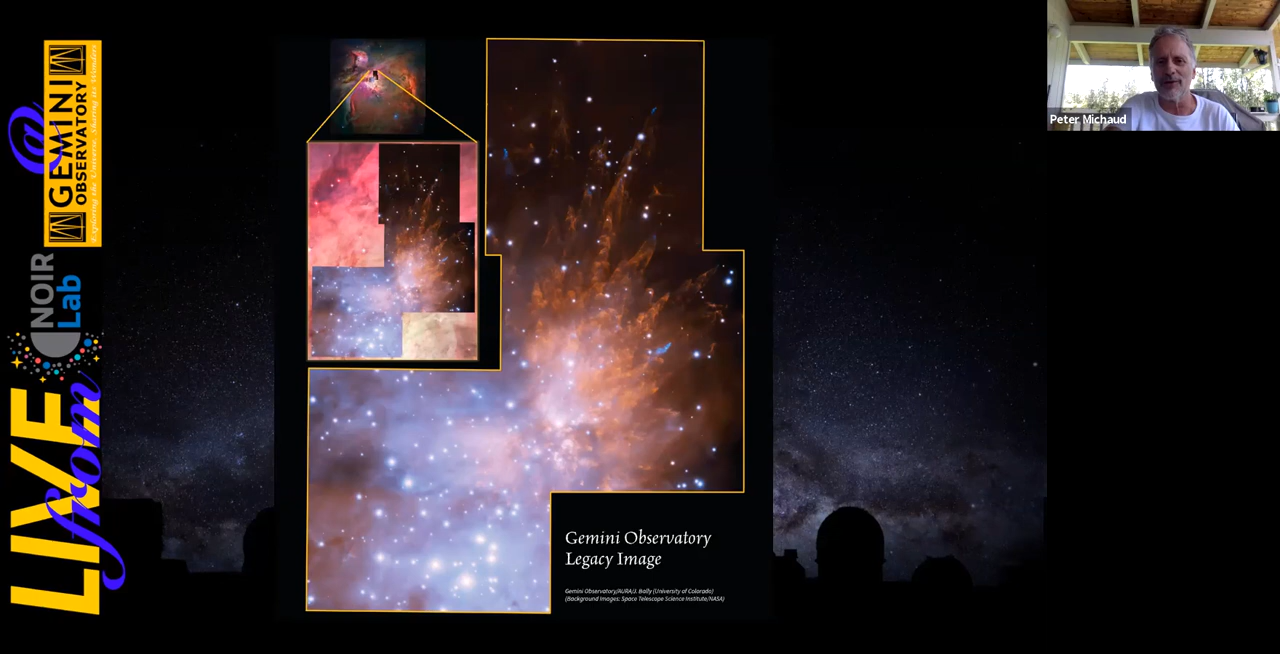 LIVE
from
NOIR
Lab
@
GEMINI
OBSERVATORY
Exploring the Universe, Sharing its Wonders
Gemini Observatory
Legacy Image
Gemini Observatory/AURA/J. Bally (University of Colorado)
(Background Images: Space Telescope Science Institute/NASA)
Peter Michaud